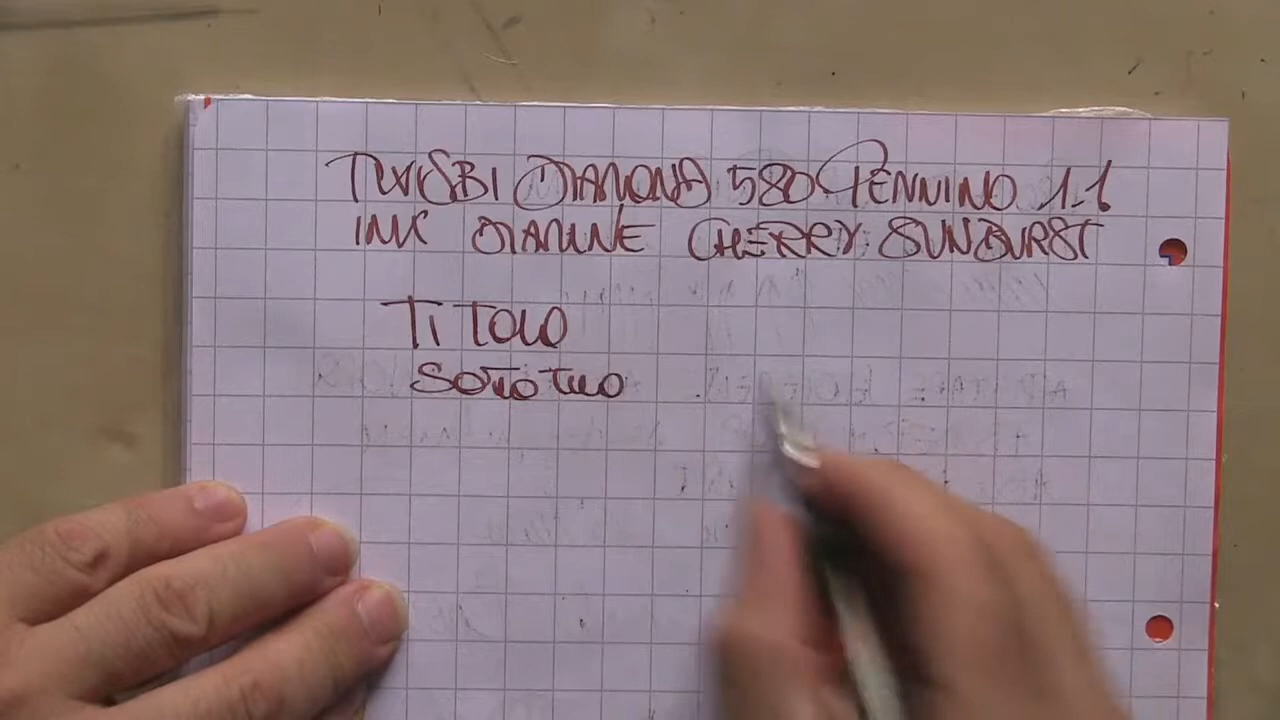 TWSBI DIAMOND 580 PENNINO 1.1
INK DIAMINE CHERRY SUNBURST
TITOLO
SOTTOTITOLO